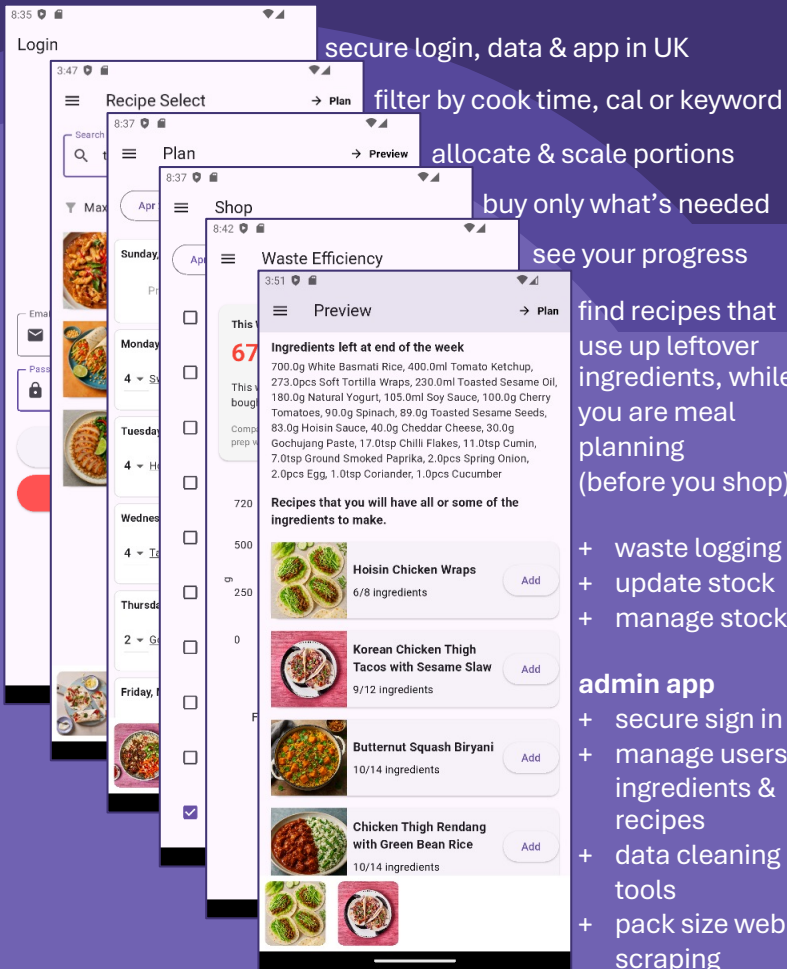 8:35
Login
secure login, data & app in UK
3:47
Recipe Select
→ Plan
filter by cook time, cal or keyword
Search
8:37
Plan
→ Preview
allocate & scale portions
8:37
Shop
buy only what's needed
8:42
Waste Efficiency
see your progress
3:51
Preview
→ Plan
Ingredients left at end of the week
700.0g White Basmati Rice, 400.0ml Tomato Ketchup,
273.0pcs Soft Tortilla Wraps, 230.0ml Toasted Sesame Oil,
180.0g Natural Yogurt, 105.0ml Soy Sauce, 100.0g Cherry
Tomatoes, 90.0g Spinach, 89.0g Toasted Sesame Seeds,
83.0g Hoisin Sauce, 40.0g Cheddar Cheese, 30.0g
Gochujang Paste, 17.0tsp Chilli Flakes, 11.0tsp Cumin,
7.0tsp Ground Smoked Paprika, 2.0pcs Spring Onion,
2.0pcs Egg, 1.0tsp Coriander, 1.0pcs Cucumber
Recipes that you will have all or some of the
ingredients to make.
Hoisin Chicken Wraps
6/8 ingredients
Add
Korean Chicken Thigh
Tacos with Sesame Slaw
9/12 ingredients
Add
Butternut Squash Biryani
10/14 ingredients
Add
Chicken Thigh Rendang
with Green Bean Rice
10/14 ingredients
Add
find recipes that
use up leftover
ingredients, while
you are meal
planning
(before you shop)
+ waste logging
+ update stock
+ manage stock
admin app
+ secure sign in
+ manage users
ingredients &
recipes
+ data cleaning
tools
+ pack size web
scraping
Max
Apr
Sunday,
Monday
4
Tuesday
4
Wednes
4
Thursda
2
Friday,
Emai
Pass
Apr
This
67
This
bough
Compa
prep w
720
500
250
0
g
F